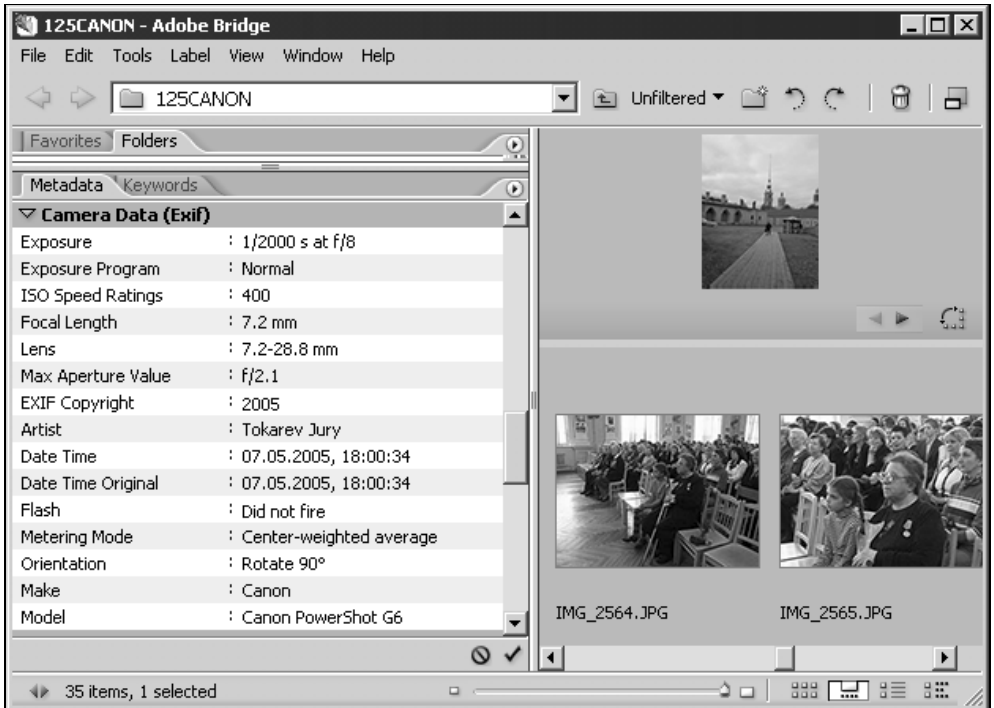 125CANON - Adobe Bridge
File Edit Tools Label View Window Help
125CANON
Unfiltered
Favorites Folders
Metadata Keywords
Camera Data (Exif)
Exposure : 1/2000 s at f/8
Exposure Program : Normal
ISO Speed Ratings : 400
Focal Length : 7.2 mm
Lens : 7.2-28.8 mm
Max Aperture Value : f/2.1
EXIF Copyright : 2005
Artist : Tokarev Jury
Date Time : 07.05.2005, 18:00:34
Date Time Original : 07.05.2005, 18:00:34
Flash : Did not fire
Metering Mode : Center-weighted average
Orientation : Rotate 90°
Make : Canon
Model : Canon PowerShot G6
IMG_2564.JPG
IMG_2565.JPG
35 items, 1 selected